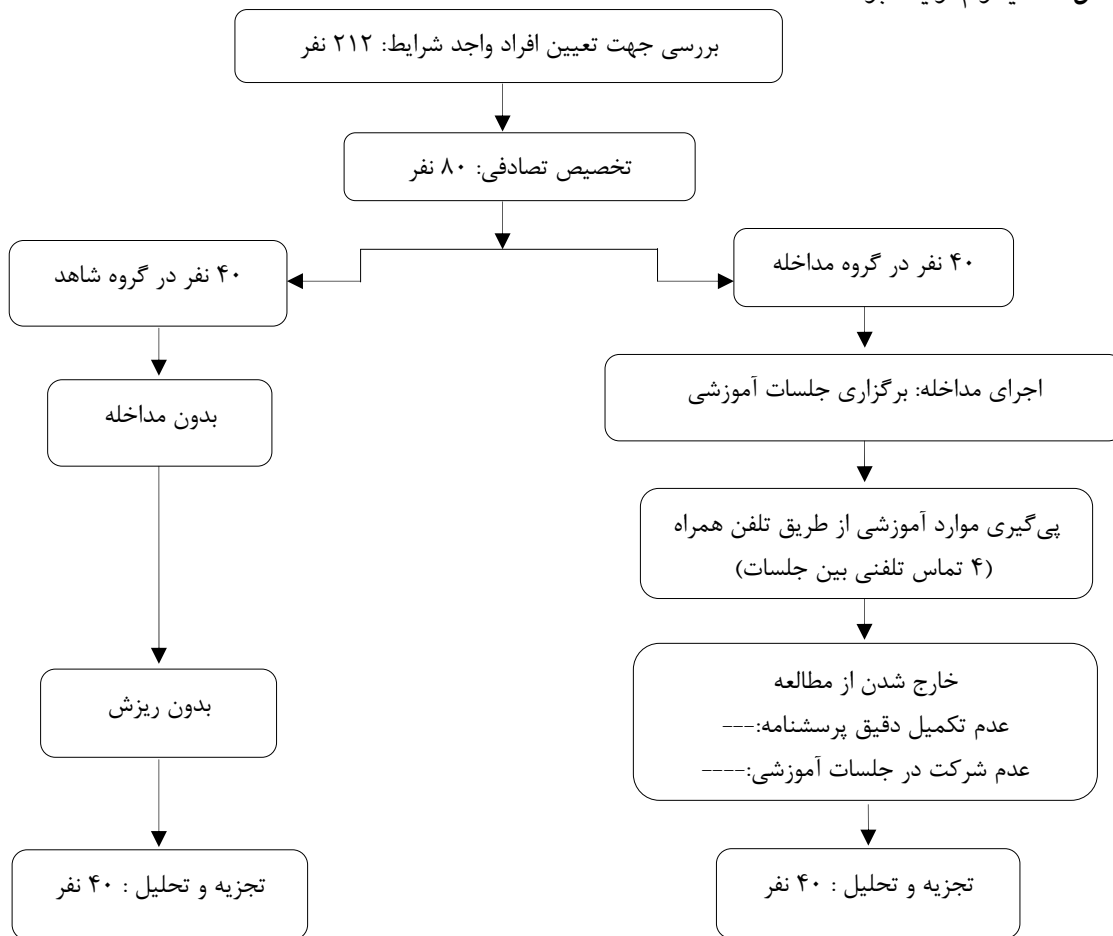 بررسی جهت تعیین افراد واجد شرایط: ۲۱۲ نفر
تخصیص تصادفی: ۸۰ نفر
۴۰ نفر در گروه مداخله
۴۰ نفر در گروه شاهد
اجرای مداخله: برگزاری جلسات آموزشی
بدون مداخله
پی‌گیری موارد آموزشی از طریق تلفن همراه
(۴ تماس تلفنی بین جلسات)
خارج شدن از مطالعه
عدم تکمیل دقیق پرسشنامه:---
عدم شرکت در جلسات آموزشی:----
بدون ریزش
تجزیه و تحلیل : ۴۰ نفر
تجزیه و تحلیل : ۴۰ نفر